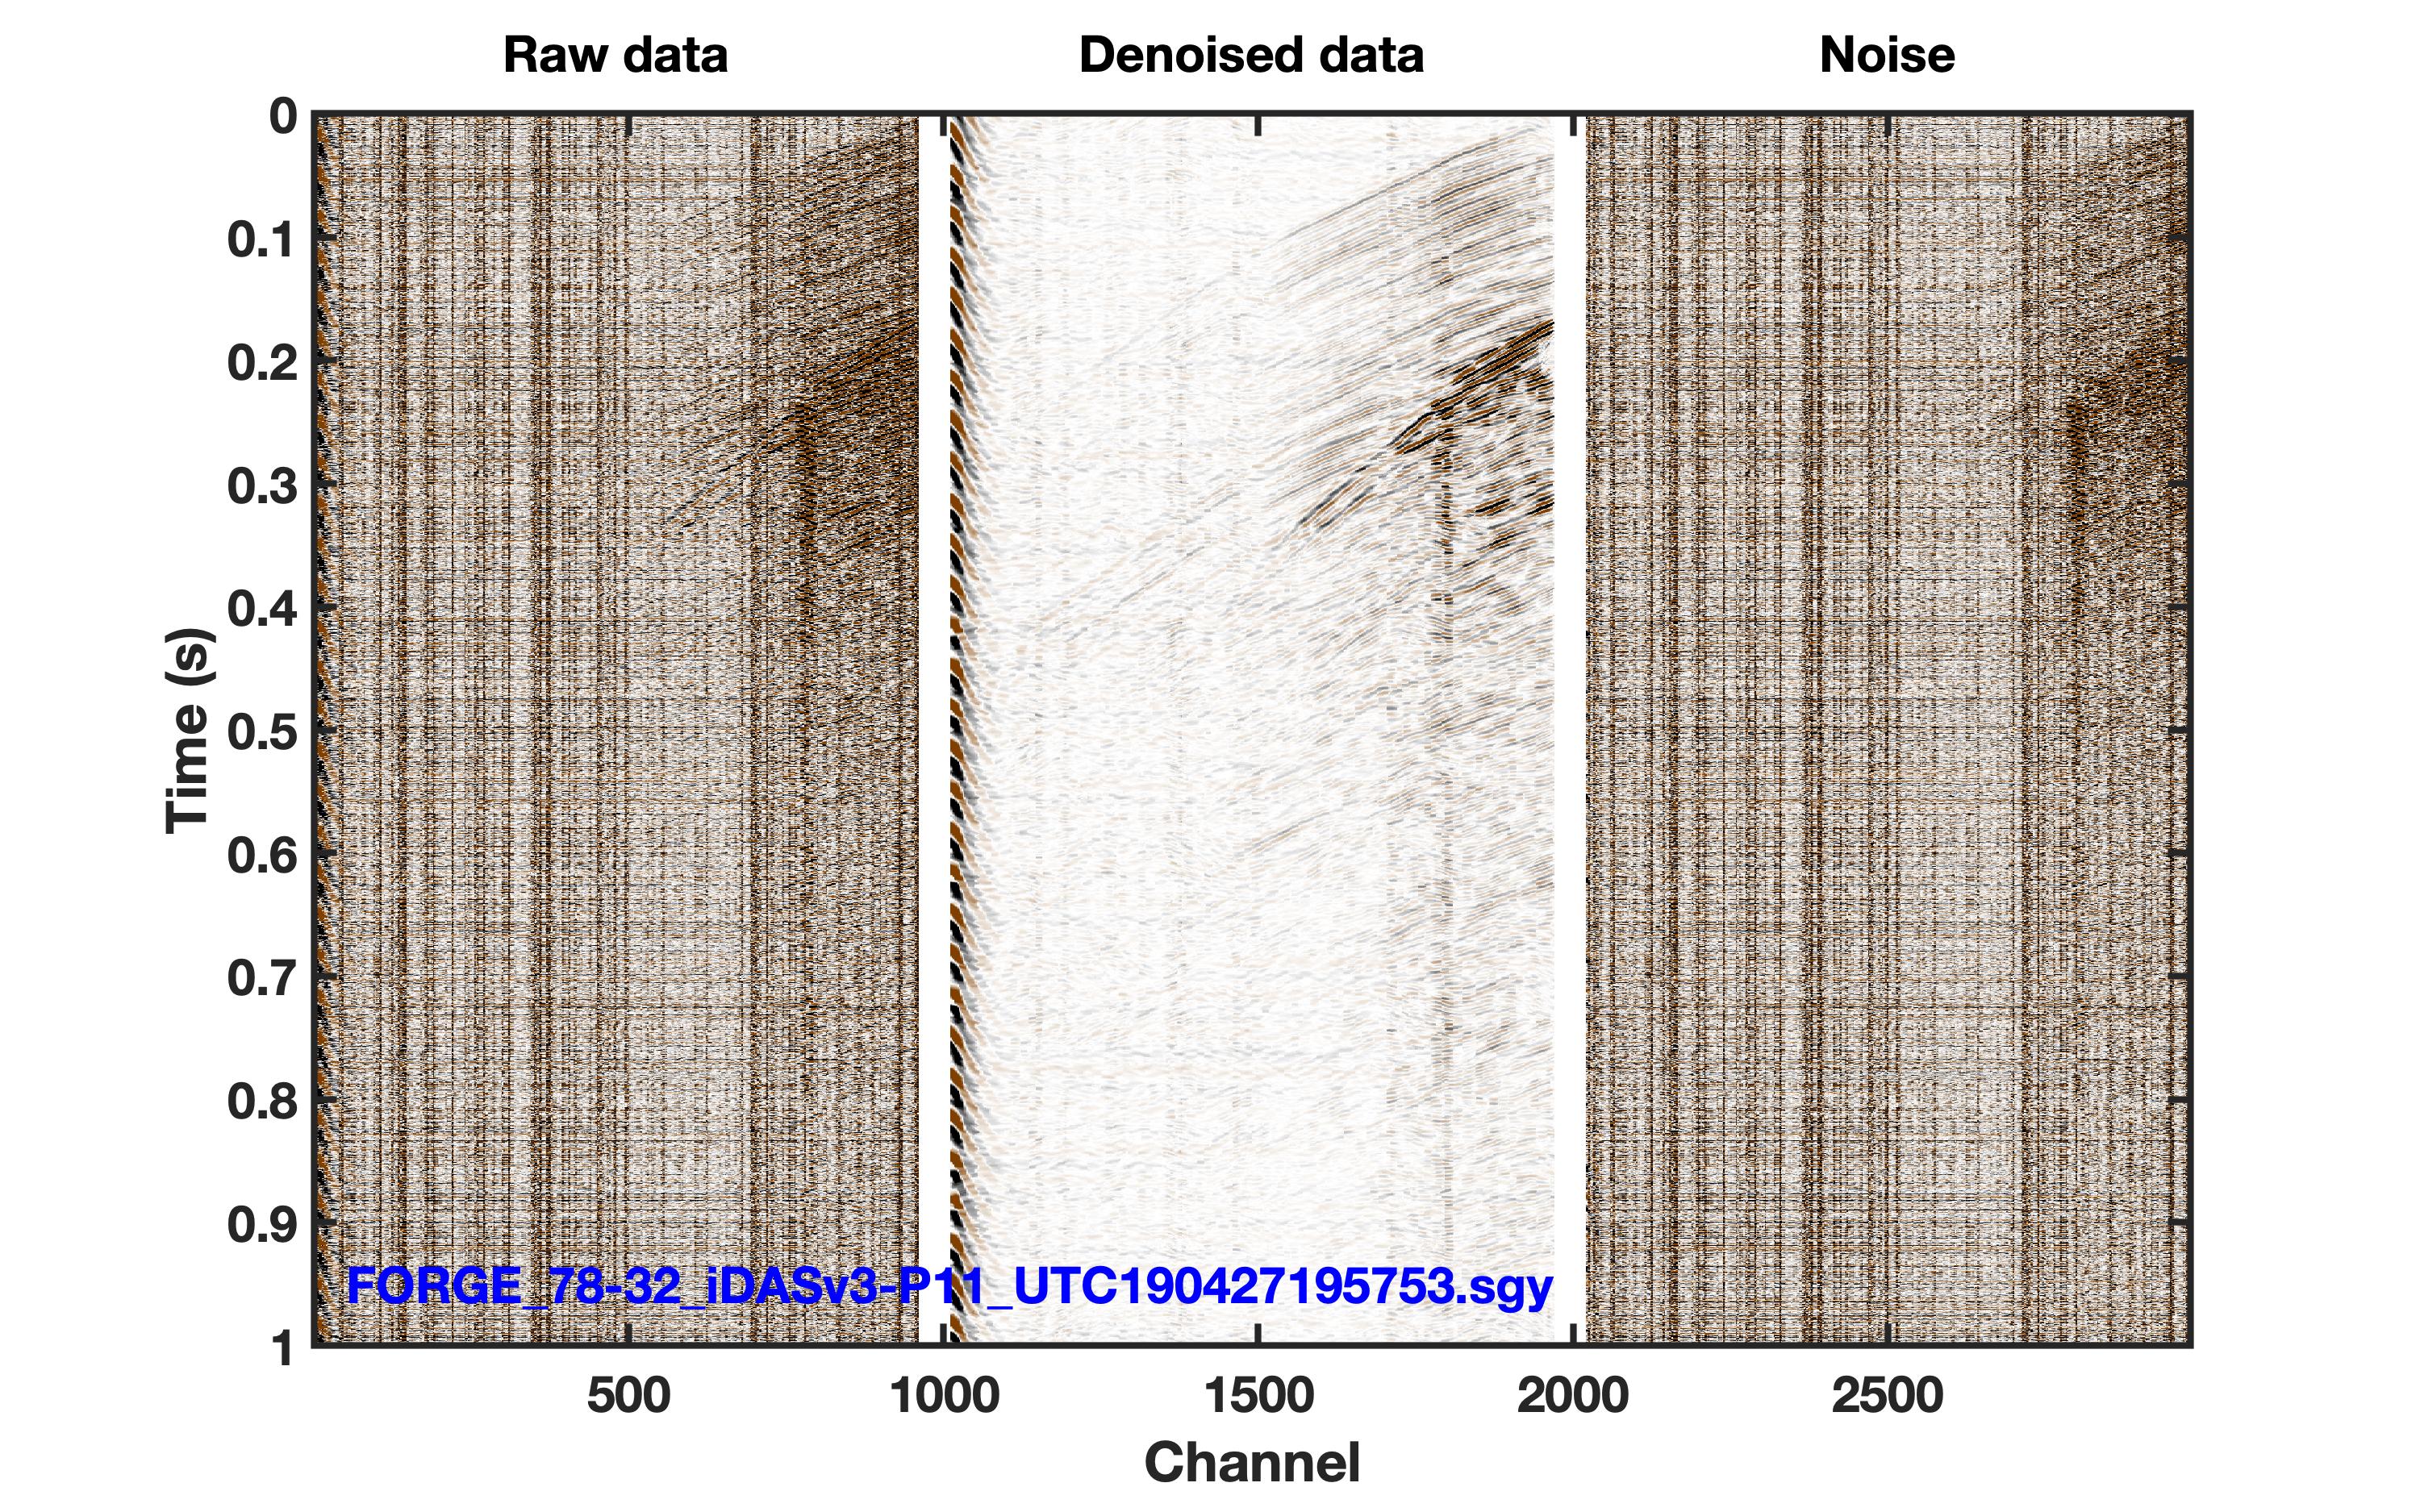 Raw data
Denoised data
Noise
0
0.1
0.2
0.3
0.4
0.5
0.6
0.7
0.8
0.9
1
Time (s)
FORGE_78-32_iDASv3-P11_UTC190427195753.sgy
500
1000
1500
2000
2500
Channel